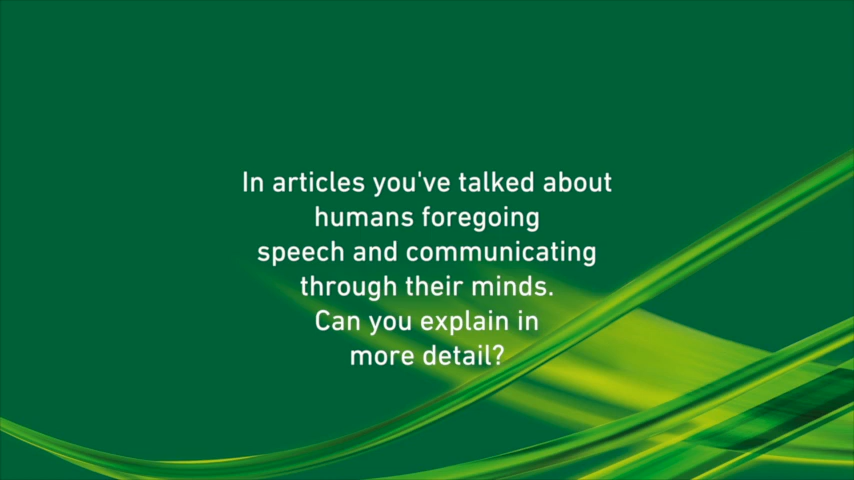 In articles you've talked about
humans foregoing
speech and communicating
through their minds.
Can you explain in
more detail?